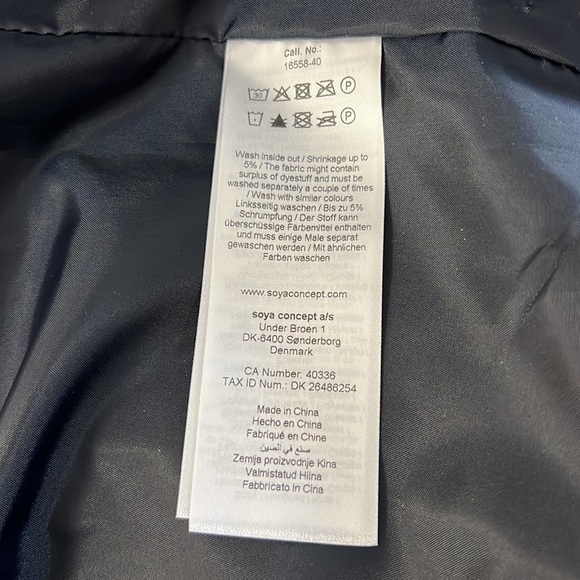 Call. No.:
16558-40
30 P
P
Wash inside out / Shrinkage up to
5% / The fabric might contain
surplus of dyestuff and must be
washed separately a couple of times
/ Wash with similar colours
Linksseitig waschen / Bis zu 5%
Schrumpfung / Der Stoff kann
überschüssige Färbemittel enthalten
und muss einige Male separat
gewaschen werden / Mit ähnlichen
Farben waschen
www.soyaconcept.com
soya concept a/s
Under Broen 1
DK-6400 Sønderborg
Denmark
CA Number: 40336
TAX ID Num.: DK 26486254
Made in China
Hecho en China
Fabriqué en Chine
صنع في الصين
Zemlja proizvodnje Kina
Valmistatud Hiina
Fabbricato in Cina